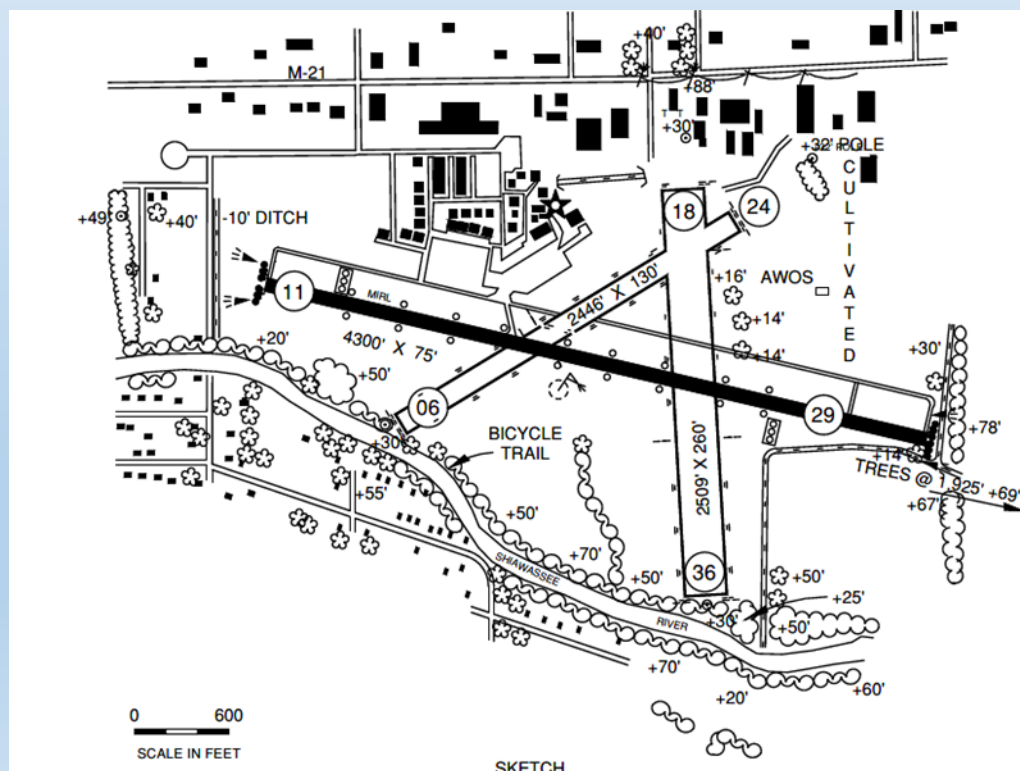 +40'
M-21
+88'
T T
+30'
+32' POLE
CULTIVATED
+49'
+40'
-10' DITCH
18
24
11
MIRL
2446' X 130'
+16'
AWOS
+14'
+14'
4300' X 75'
+20'
+50'
06
+30'
29
+30'
+78'
BICYCLE
TRAIL
+14'
TREES @ 1,925' +69'
+67'
2509' X 260'
+55'
+50'
+70'
+50'
36
+50'
+25'
SHIAWASSEE
RIVER
+30'
+50'
+70'
+20'
+60'
0 600
SCALE IN FEET
SKETCH